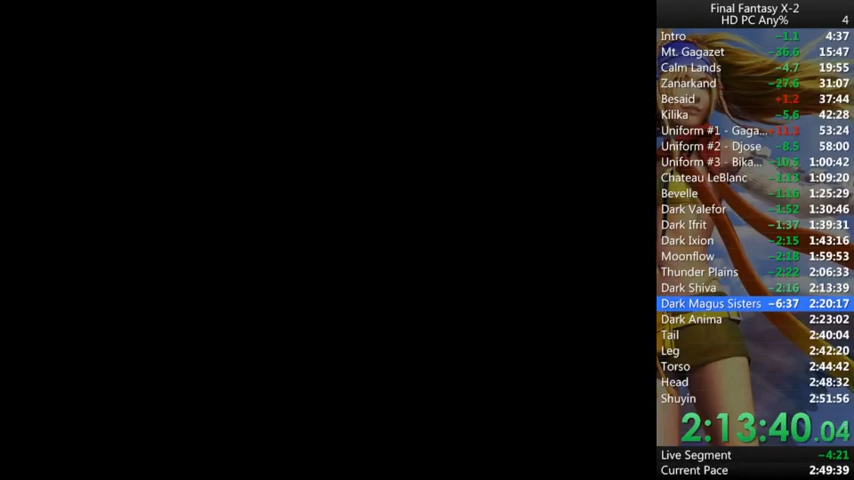 Final Fantasy X-2
HD PC Any% 4
Intro −1.1 4:37
Mt. Gagazet −36.6 15:47
Calm Lands −4.7 19:55
Zanarkand −27.6 31:07
Besaid +1.2 37:44
Kilika −5.6 42:28
Uniform #1 - Gaga... +11.3 53:24
Uniform #2 - Djose −8.5 58:00
Uniform #3 - Bika... −10.5 1:00:42
Chateau LeBlanc −1:13 1:09:20
Bevelle −1:16 1:25:29
Dark Valefor −1:52 1:30:46
Dark Ifrit −1:37 1:39:31
Dark Ixion −2:15 1:43:16
Moonflow −2:18 1:59:53
Thunder Plains −2:22 2:06:33
Dark Shiva −2:16 2:13:39
Dark Magus Sisters −6:37 2:20:17
Dark Anima 2:23:02
Tail 2:40:04
Leg 2:42:20
Torso 2:44:42
Head 2:48:32
Shuyin 2:51:56
2:13:40.04
Live Segment −4:21
Current Pace 2:49:39